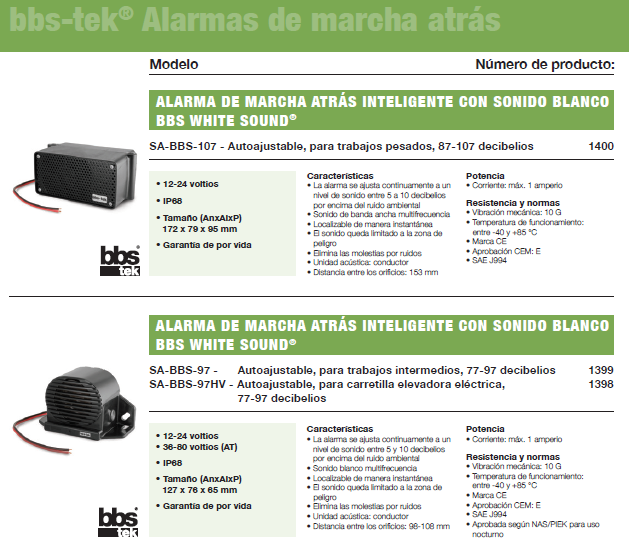 bbs-tek® Alarmas de marcha atrás
Modelo Número de producto:
ALARMA DE MARCHA ATRÁS INTELIGENTE CON SONIDO BLANCO
BBS WHITE SOUND®
SA-BBS-107 - Autoajustable, para trabajos pesados, 87-107 decibelios 1400
• 12-24 voltios
• IP68
• Tamaño (AnxAlxP)
172 x 79 x 95 mm
• Garantía de por vida
Características
• La alarma se ajusta continuamente a un
nivel de sonido entre 5 a 10 decibelios
por encima del ruido ambiental
• Sonido de banda ancha multifrecuencia
• Localizable de manera instantánea
• El sonido queda limitado a la zona de
peligro
• Elimina las molestias por ruidos
• Unidad acústica: conductor
• Distancia entre los orificios: 153 mm
Potencia
• Corriente: máx. 1 amperio
Resistencia y normas
• Vibración mecánica: 10 G
• Temperatura de funcionamiento:
entre -40 y +85 °C
• Marca CE
• Aprobación CEM: E
• SAE J994
bbs
tek
ALARMA DE MARCHA ATRÁS INTELIGENTE CON SONIDO BLANCO
BBS WHITE SOUND®
SA-BBS-97 - Autoajustable, para trabajos intermedios, 77-97 decibelios 1399
SA-BBS-97HV - Autoajustable, para carretilla elevadora eléctrica, 1398
77-97 decibelios
• 12-24 voltios
• 36-80 voltios (AT)
• IP68
• Tamaño (AnxAlxP)
127 x 76 x 65 mm
• Garantía de por vida
Características
• La alarma se ajusta continuamente a un
nivel de sonido entre 5 y 10 decibelios
por encima del ruido ambiental
• Sonido blanco multifrecuencia
• Localizable de manera instantánea
• El sonido queda limitado a la zona de
peligro
• Elimina las molestias por ruidos
• Unidad acústica: conductor
• Distancia entre los orificios: 98-108 mm
Potencia
• Corriente: máx. 1 amperio
Resistencia y normas
• Vibración mecánica: 10 G
• Temperatura de funcionamiento:
entre -40 y +85 °C
• Marca CE
• Aprobación CEM: E
• SAE J994
• Aprobada según NAS/PIEK para uso
nocturno
bbs
tek